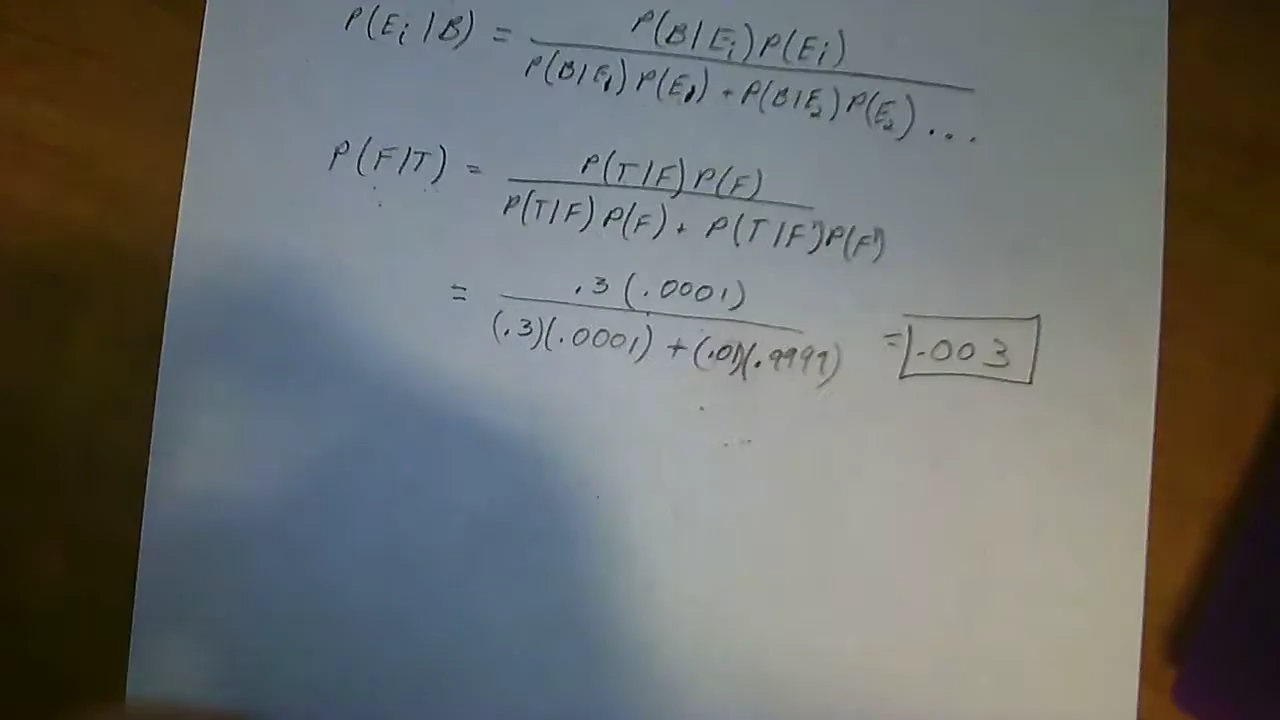 P(Ei/B) = P(B/Ei)P(Ei)
P(B/E1)P(E1) + P(B/E2)P(E2) ...
P(F/T) = P(T/F)P(F)
P(T/F)P(F) + P(T/F')P(F')
= .3(.0001)
(.3)(.0001) + (.01)(.9999) = .003